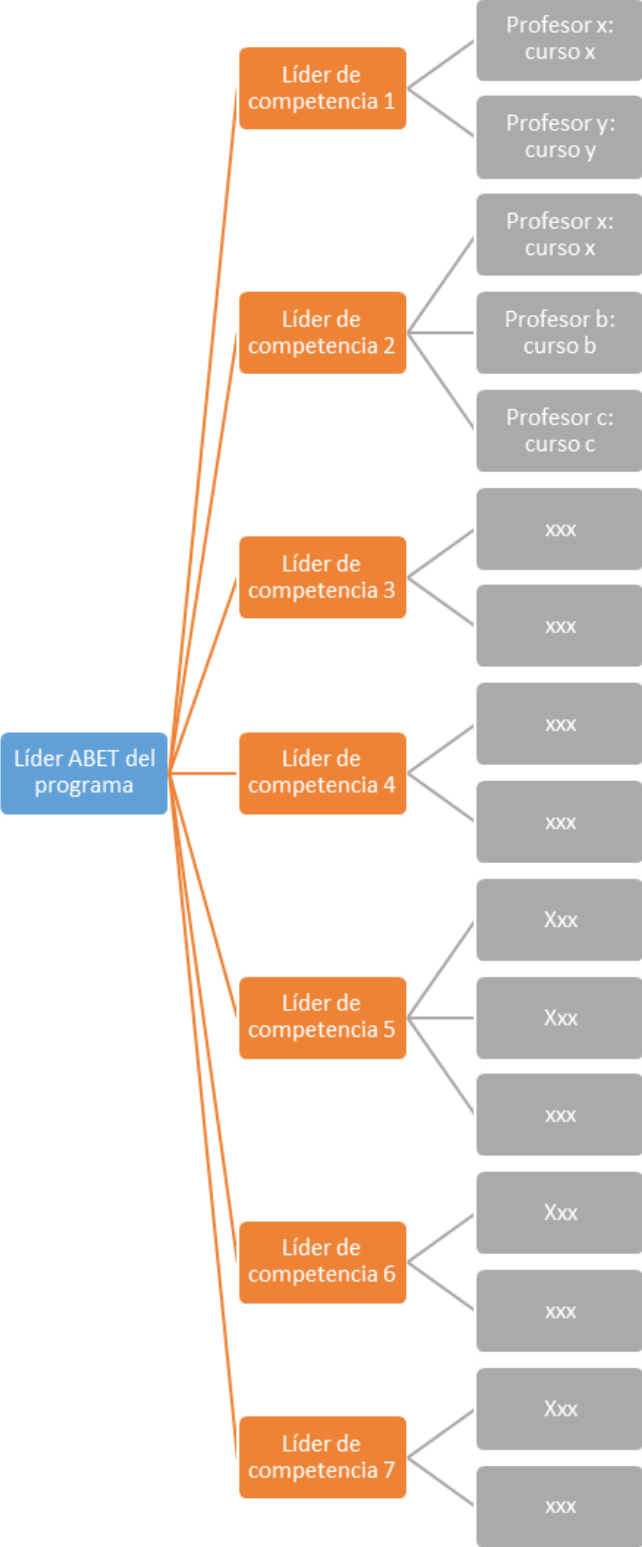 Profesor x:
curso x
Líder de
competencia 1
Profesor y:
curso y
Profesor x:
curso x
Líder de
competencia 2
Profesor b:
curso b
Profesor c:
curso c
xxx
Líder de
competencia 3
xxx
xxx
Líder ABET del
programa
Líder de
competencia 4
xxx
Xxx
Líder de
competencia 5
Xxx
xxx
Xxx
Líder de
competencia 6
xxx
Xxx
Líder de
competencia 7
xxx